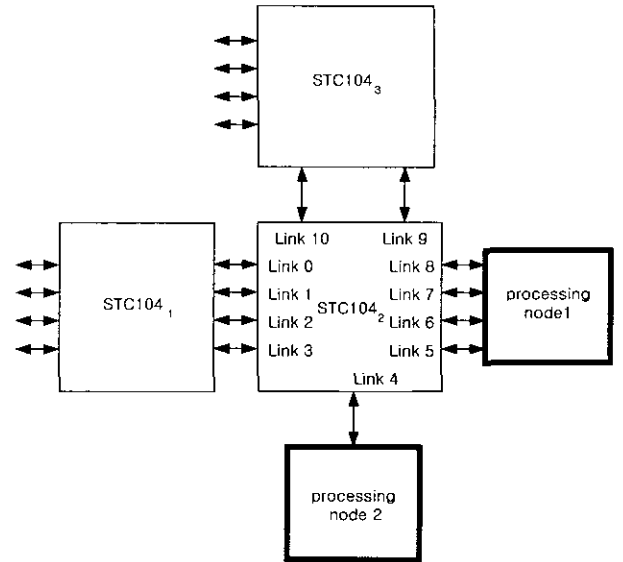 STC104 3
Link 10 Link 9
Link 0 Link 8
Link 1 Link 7
STC104 1
STC104 2
Link 2 Link 6
Link 3 Link 5
Link 4
processing
node1
processing
node 2